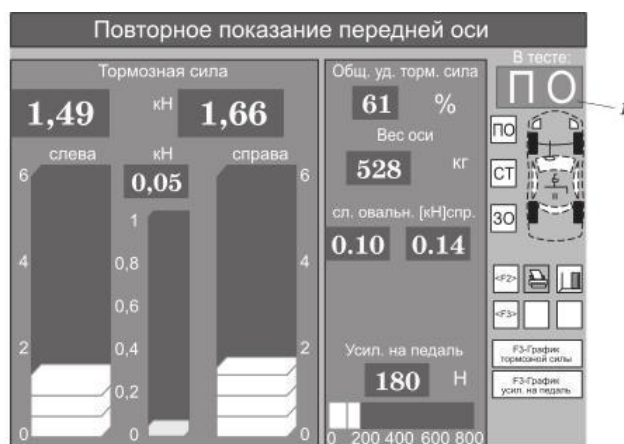 Повторное показание передней оси
Тормозная сила
1,49 кН 1,66
слева кН справа
0,05
6 1 6
0,8
4 4
0,6
2 0,4 2
0,2
0 0 0
Общ. уд. торм. сила
61 %
Вес оси
528 кг
сл. овальн. [кН]спр.
0.10 0.14
Усил. на педаль
180 Н
0 200 400 600 800
В тесте:
ПО
ПО
СТ
ЗО
<F2>
<F3>
F3-График
тормозной силы
F3-График
усил. на педаль